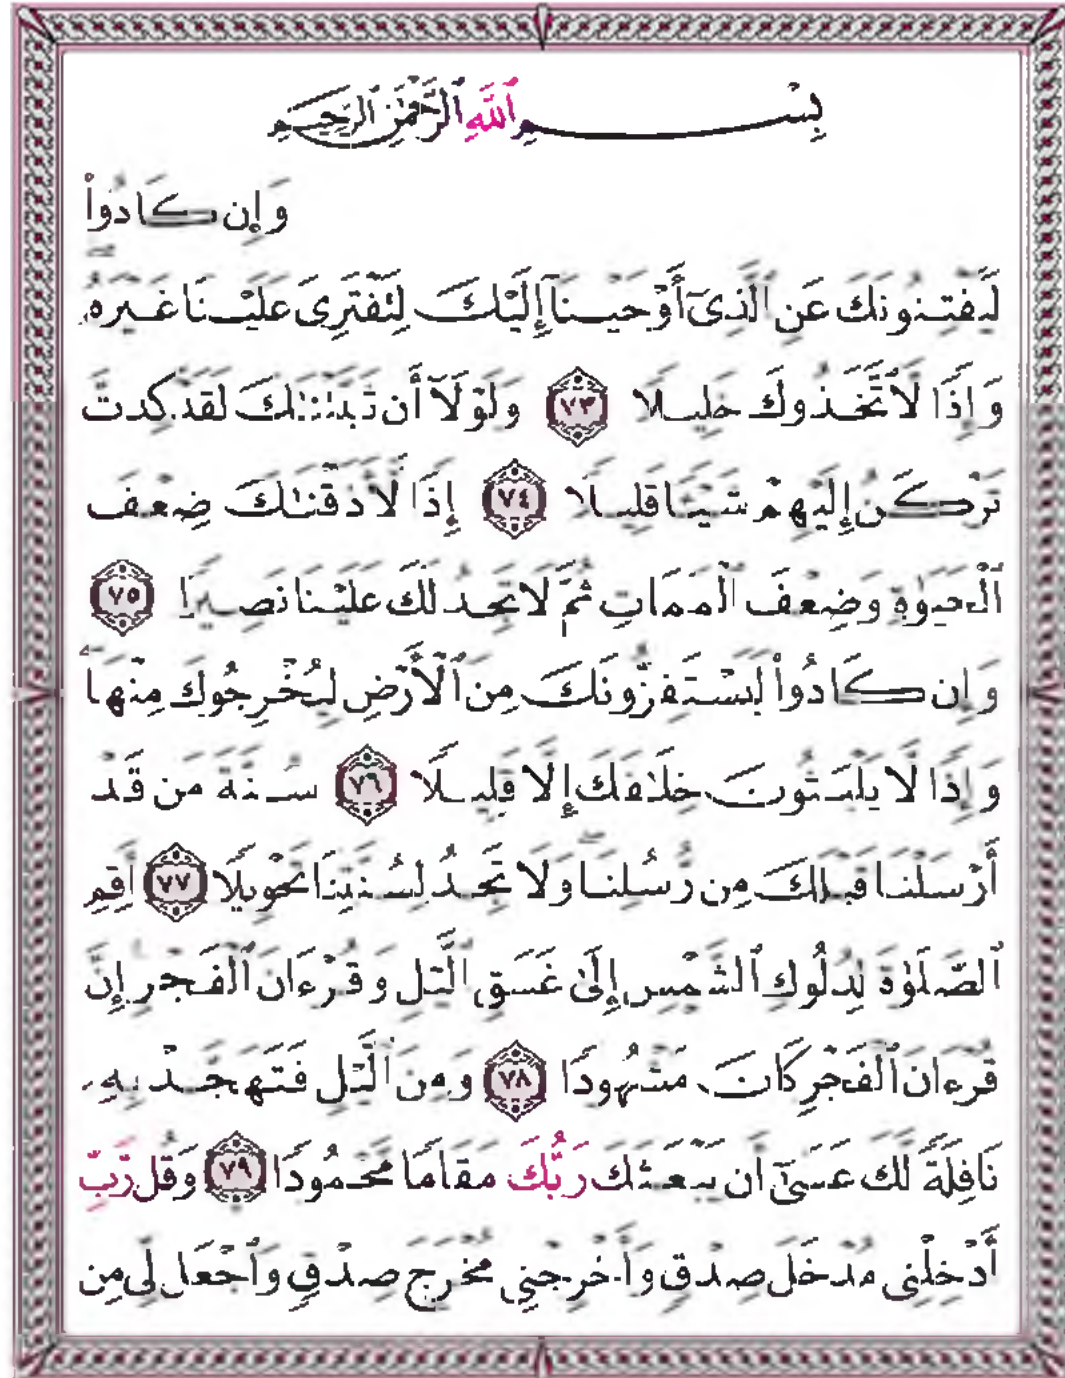 بِسْمِ ٱللَّهِ ٱلرَّحْمَٰنِ ٱلرَّحِيمِ
وَإِن كَادُوا۟
لَيَفْتِنُونَكَ عَنِ ٱلَّذِىٓ أَوْحَيْنَآ إِلَيْكَ لِتَفْتَرِىَ عَلَيْنَا غَيْرَهُۥ
وَإِذًا لَّٱتَّخَذُوكَ خَلِيلًا ٧٣ وَلَوْلَآ أَن ثَبَّتْنَٰكَ لَقَدْ كِدتَّ
تَرْكَنُ إِلَيْهِمْ شَيْـًٔا قَلِيلًا ٧٤ إِذًا لَّأَذَقْنَٰكَ ضِعْفَ
ٱلْحَيَوٰةِ وَضِعْفَ ٱلْمَمَاتِ ثُمَّ لَا تَجِدُ لَكَ عَلَيْنَا نَصِيرًا ٧٥
وَإِن كَادُوا۟ لَيَسْتَفِزُّونَكَ مِنَ ٱلْأَرْضِ لِيُخْرِجُوكَ مِنْهَا
وَإِذًا لَّا يَلْبَثُونَ خِلَٰفَكَ إِلَّا قَلِيلًا ٧٦ سُنَّةَ مَن قَدْ
أَرْسَلْنَا قَبْلَكَ مِن رُّسُلِنَا وَلَا تَجِدُ لِسُنَّتِنَا تَحْوِيلًا ٧٧ أَقِمِ
ٱلصَّلَوٰةَ لِدُلُوكِ ٱلشَّمْسِ إِلَىٰ غَسَقِ ٱلَّيْلِ وَقُرْءَانَ ٱلْفَجْرِ إِنَّ
قُرْءَانَ ٱلْفَجْرِ كَانَ مَشْهُودًا ٧٨ وَمِنَ ٱلَّيْلِ فَتَهَجَّدْ بِهِۦ
نَافِلَةً لَّكَ عَسَىٰٓ أَن يَبْعَثَكَ رَبُّكَ مَقَامًا مَّحْمُودًا ٧٩ وَقُل رَّبِّ
أَدْخِلْنِى مُدْخَلَ صِدْقٍ وَأَخْرِجْنِى مُخْرَجَ صِدْقٍ وَٱجْعَل لِّى مِن